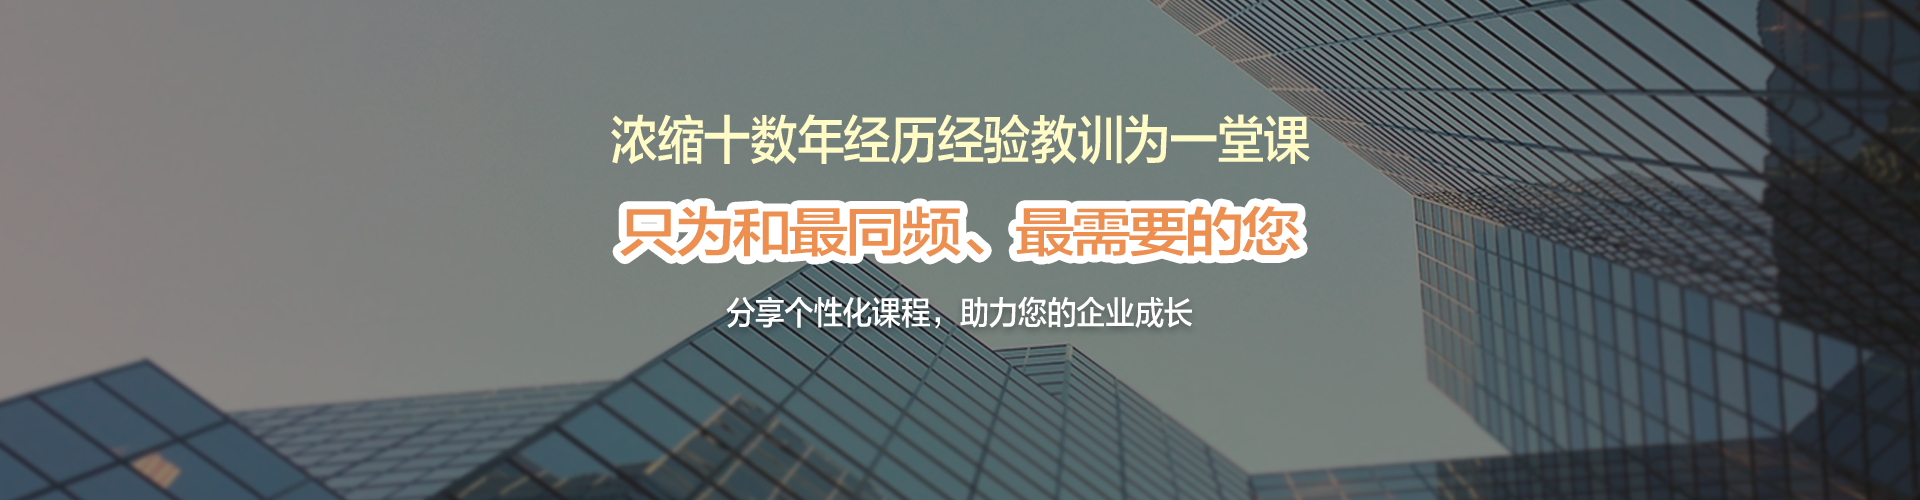 浓缩十数年经历经验教训为一堂课
只为和最同频、最需要的您
分享个性化课程，助力您的企业成长